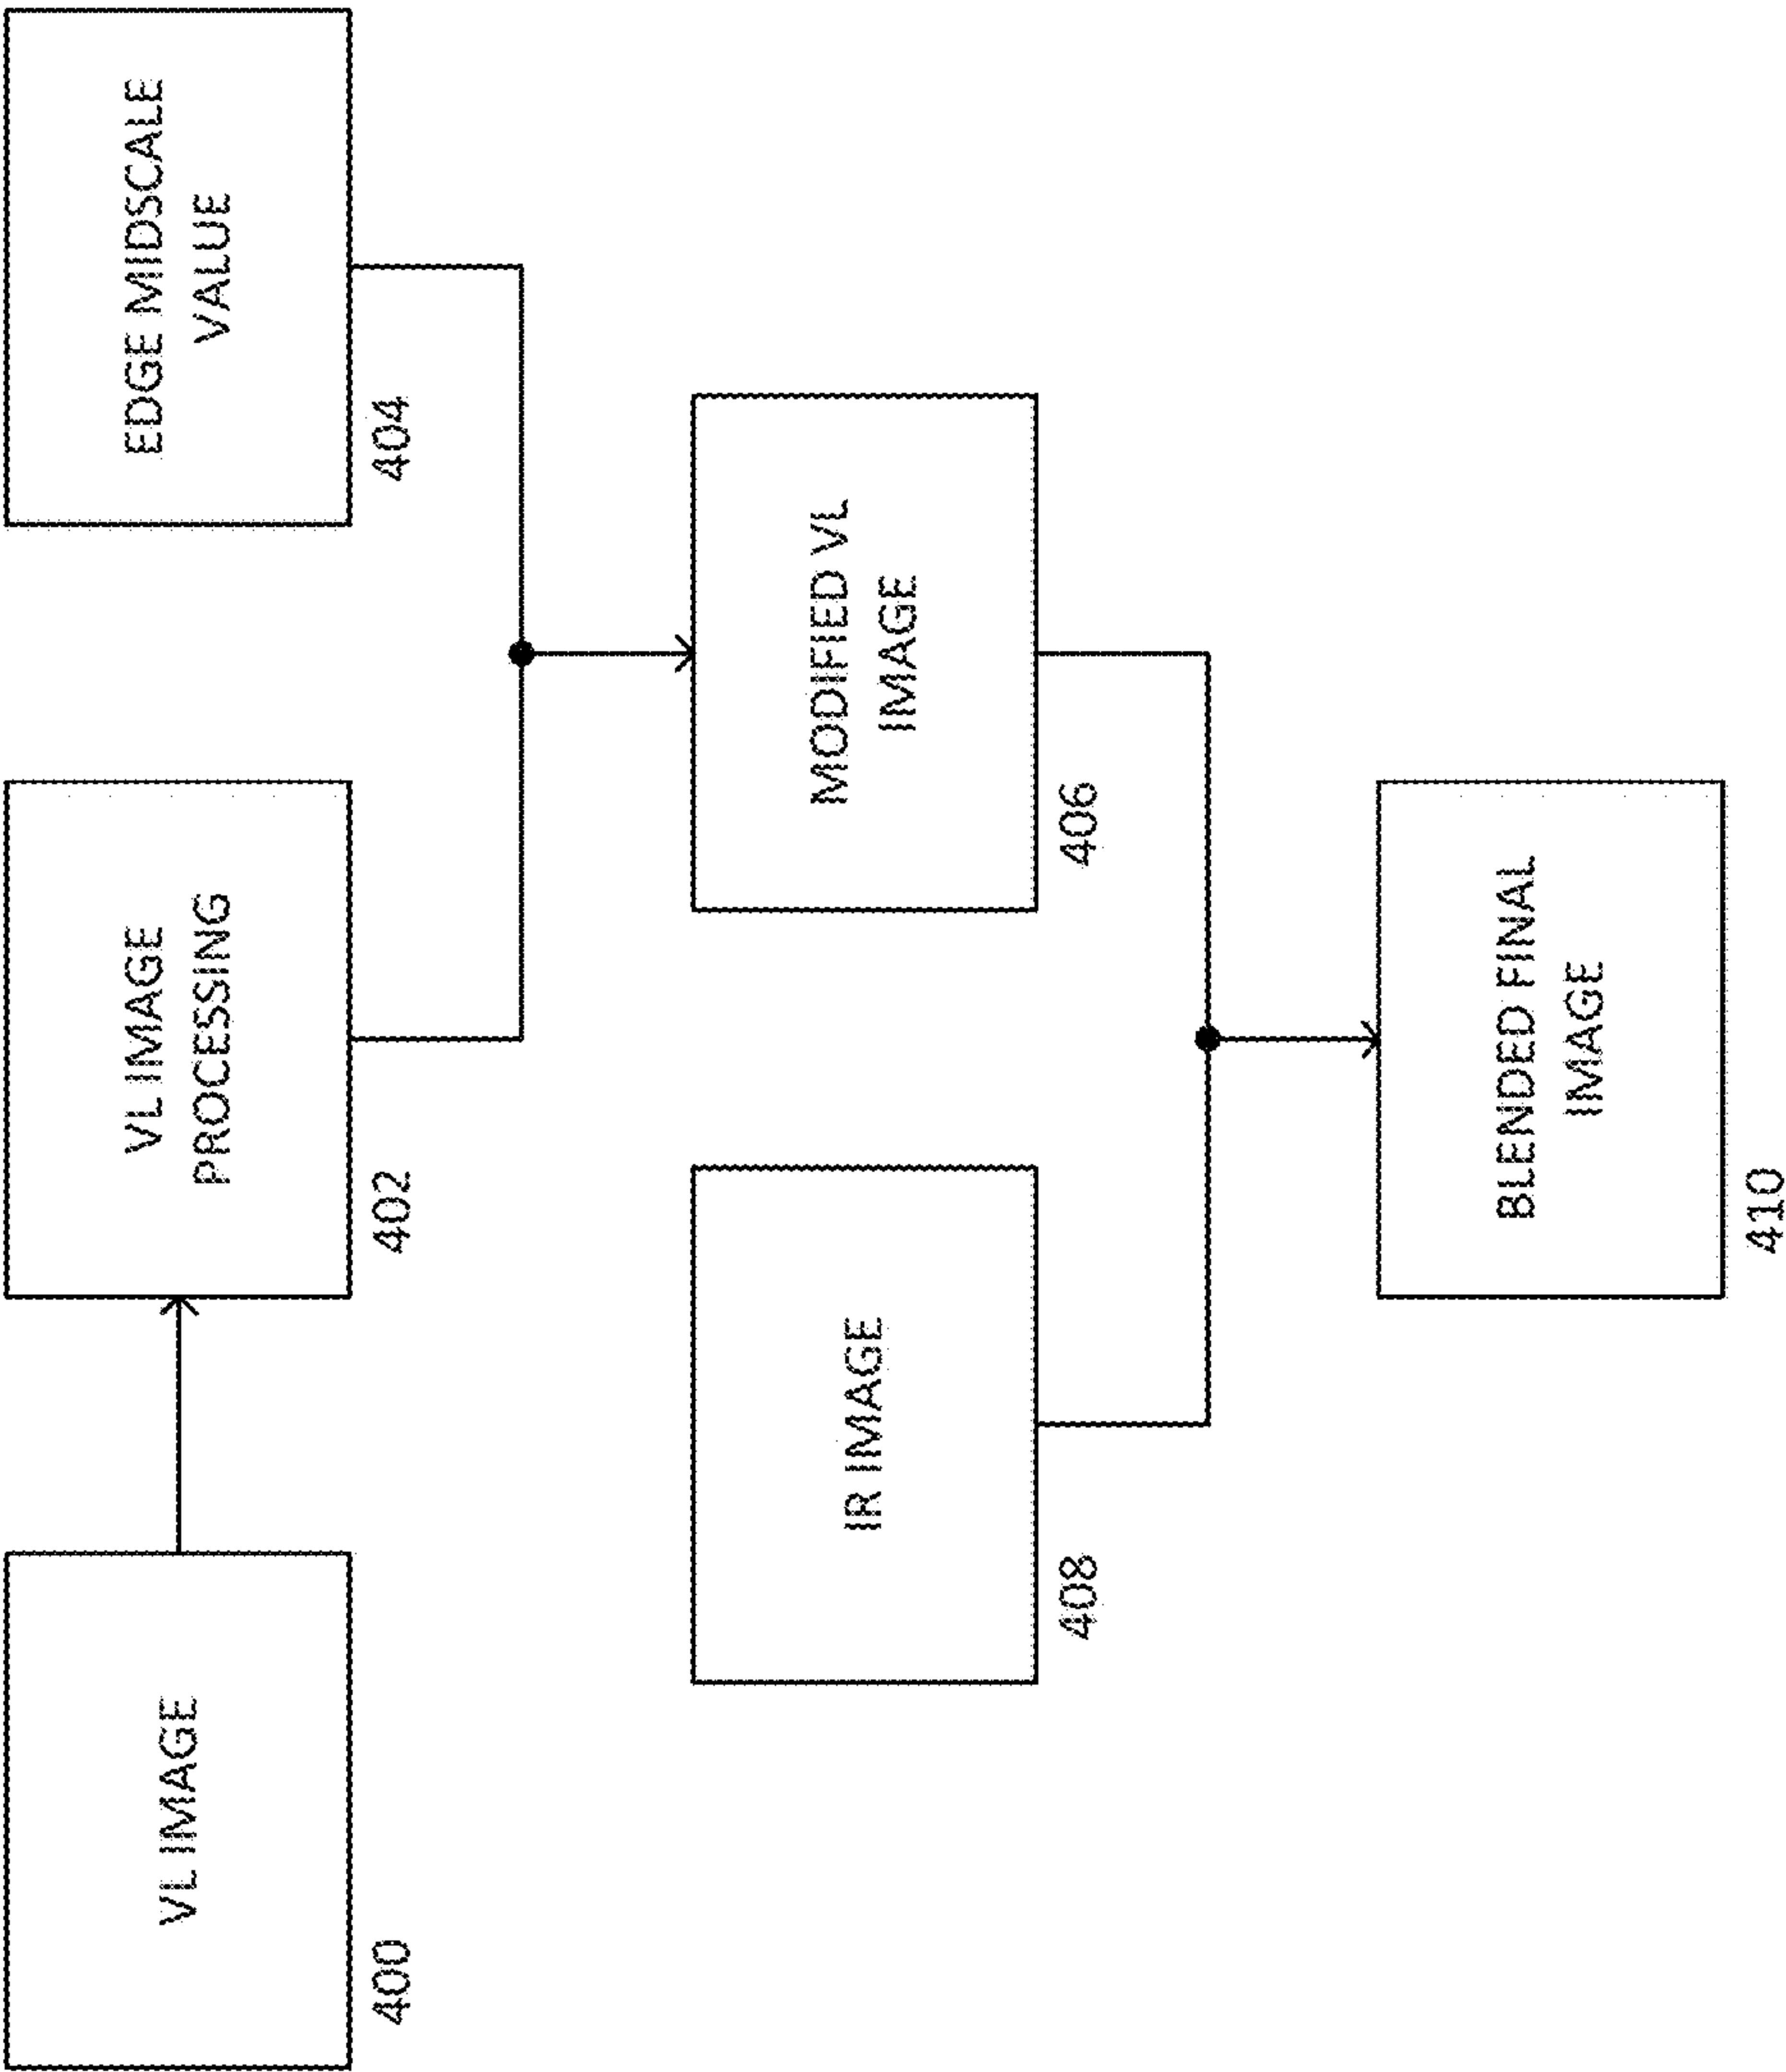 VL IMAGE
400
VL IMAGE
PROCESSING
402
EDGE MIDSCALE
VALUE
404
IR IMAGE
408
MODIFIED VL
IMAGE
406
BLENDED FINAL
IMAGE
410